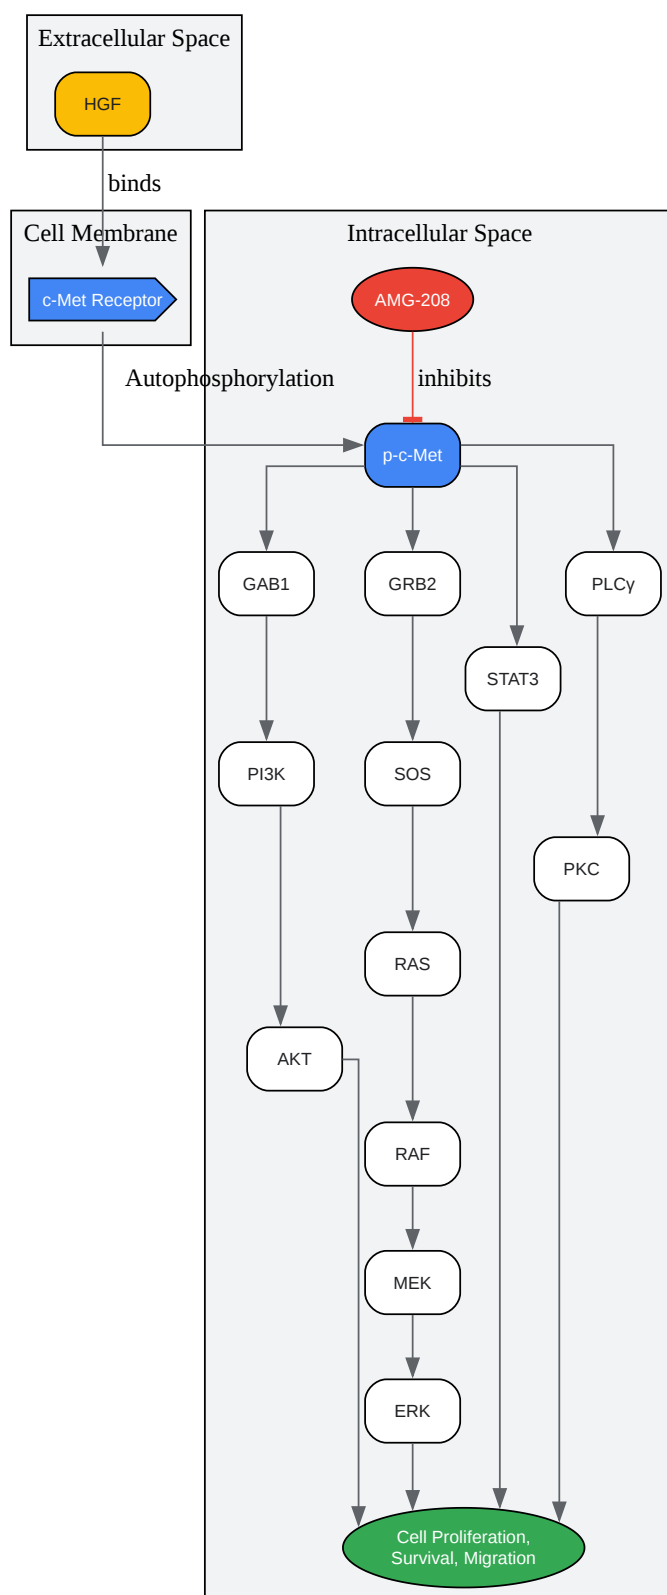 Extracellular Space
HGF
binds
Cell Membrane
Intracellular Space
c-Met Receptor
AMG-208
Autophosphorylation
inhibits
p-c-Met
GAB1
GRB2
PLCγ
STAT3
PI3K
SOS
PKC
RAS
AKT
RAF
MEK
ERK
Cell Proliferation,
Survival, Migration